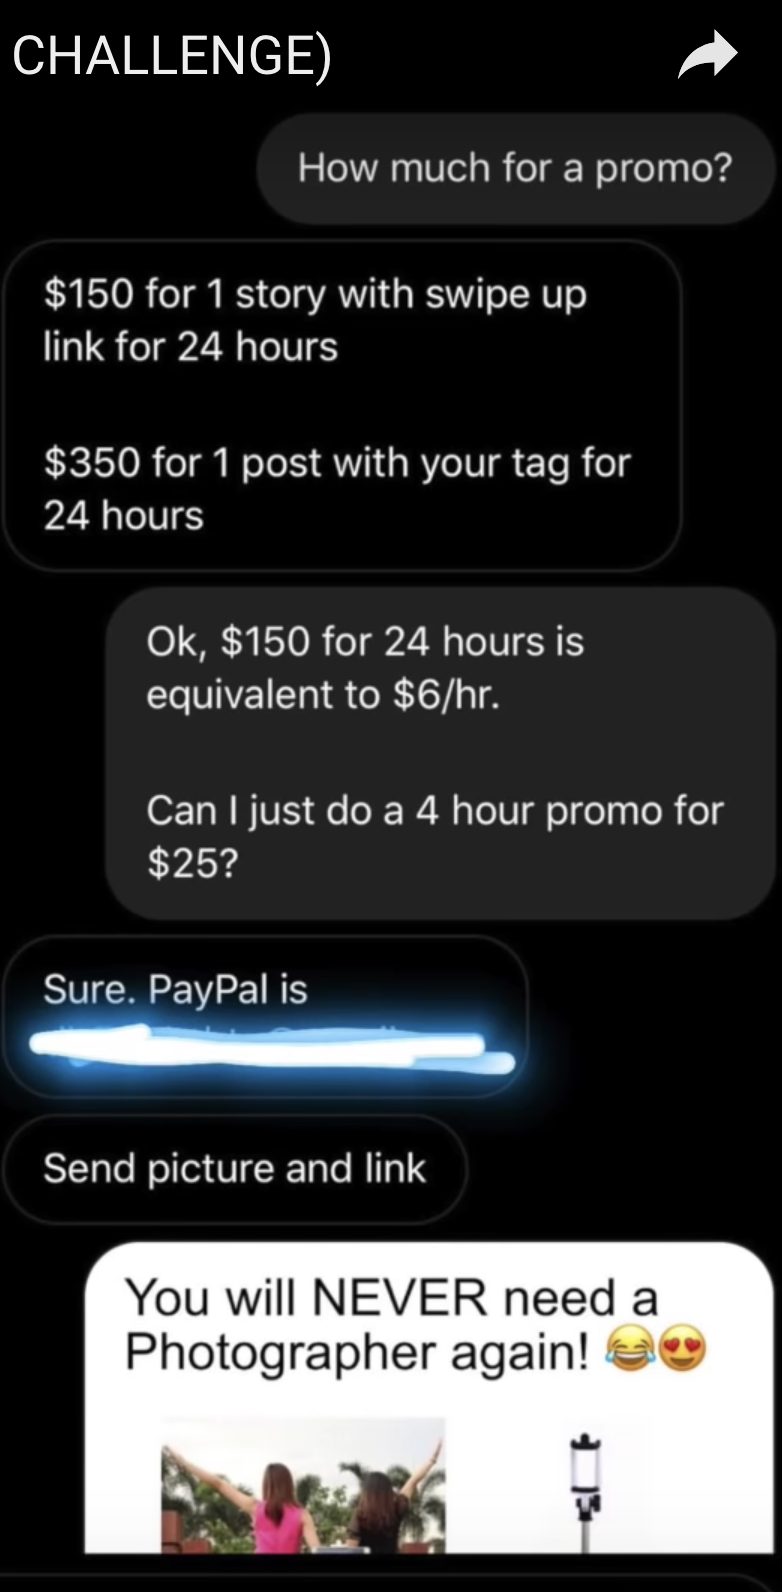 CHALLENGE)
How much for a promo?
$150 for 1 story with swipe up
link for 24 hours
$350 for 1 post with your tag for
24 hours
Ok, $150 for 24 hours is
equivalent to $6/hr.
Can I just do a 4 hour promo for
$25?
Sure. PayPal is
Send picture and link
You will NEVER need a
Photographer again! 😂😍